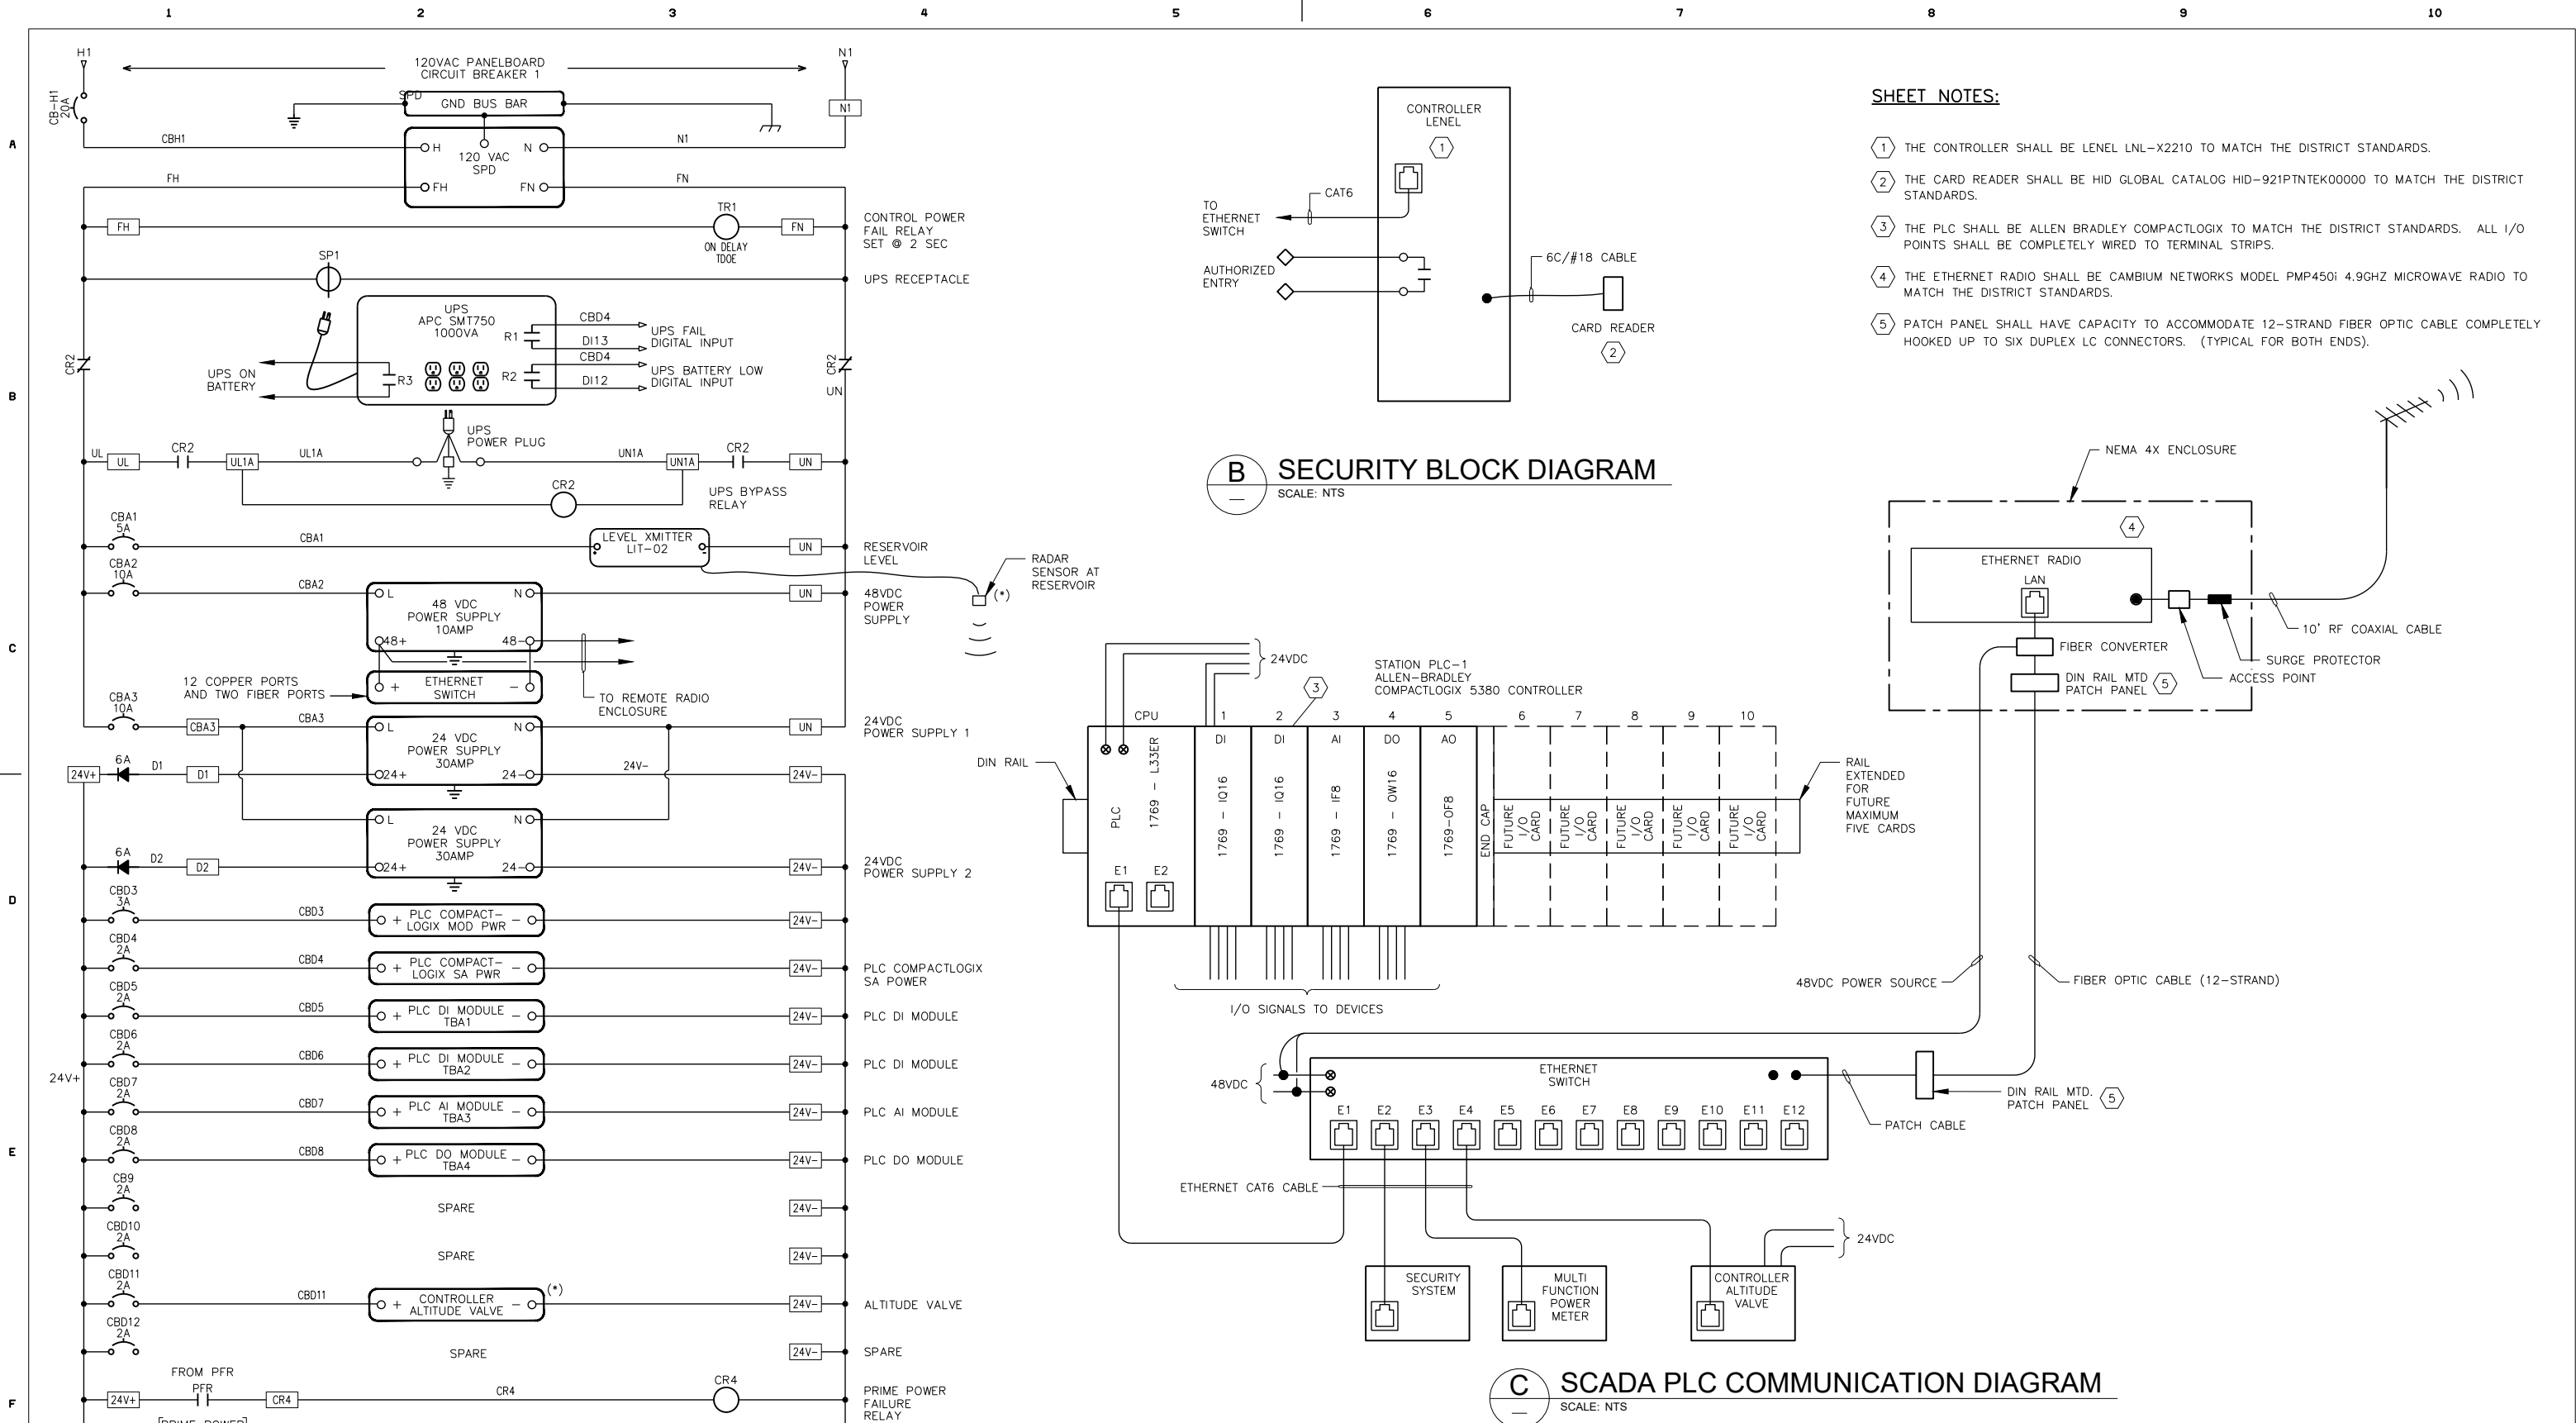 1 2 3 4 5 6 7 8 9 10
A
B
C
D
E
F
H1
N1
120VAC PANELBOARD
CIRCUIT BREAKER 1
CB-H1
20A
SPD
GND BUS BAR
N1
CBH1
H
N
N1
120 VAC
SPD
FH
FH
FN
FN
FH
TR1
FN
ON DELAY
TDOE
CONTROL POWER
FAIL RELAY
SET @ 2 SEC
SP1
UPS RECEPTACLE
UPS
APC SMT750
1000VA
R1
CBD4
UPS FAIL
DIGITAL INPUT
DI13
CBD4
R2
UPS BATTERY LOW
DIGITAL INPUT
DI12
R3
UPS ON
BATTERY
CR2
CR2
UN
UPS
POWER PLUG
UL
UL
CR2
UL1A
UL1A
UN1A
UN1A
CR2
UN
CR2
UPS BYPASS
RELAY
CBA1
5A
CBA1
LEVEL XMITTER
LIT-02
UN
RESERVOIR
LEVEL
RADAR
SENSOR AT
RESERVOIR
(*)
CBA2
10A
CBA2
L
N
48 VDC
POWER SUPPLY
10AMP
48+
48-
UN
48VDC
POWER
SUPPLY
12 COPPER PORTS
AND TWO FIBER PORTS
+
ETHERNET
SWITCH
-
TO REMOTE RADIO
ENCLOSURE
CBA3
10A
CBA3
CBA3
L
N
24 VDC
POWER SUPPLY
30AMP
24+
24-
UN
24VDC
POWER SUPPLY 1
24V+
6A
D1
D1
24V-
24V-
L
N
24 VDC
POWER SUPPLY
30AMP
24+
24-
6A
D2
D2
24V-
24VDC
POWER SUPPLY 2
CBD3
3A
CBD3
+ PLC COMPACT- -
LOGIX MOD PWR
24V-
CBD4
2A
CBD4
+ PLC COMPACT- -
LOGIX SA PWR
24V-
PLC COMPACTLOGIX
SA POWER
CBD5
2A
CBD5
+ PLC DI MODULE -
TBA1
24V-
PLC DI MODULE
CBD6
2A
CBD6
+ PLC DI MODULE -
TBA2
24V-
PLC DI MODULE
24V+
CBD7
2A
CBD7
+ PLC AI MODULE -
TBA3
24V-
PLC AI MODULE
CBD8
2A
CBD8
+ PLC DO MODULE -
TBA4
24V-
PLC DO MODULE
CB9
2A
SPARE
24V-
CBD10
2A
SPARE
24V-
CBD11
2A
CBD11
+ CONTROLLER -
ALTITUDE VALVE
(*)
24V-
ALTITUDE VALVE
CBD12
2A
SPARE
24V-
SPARE
FROM PFR
24V+
PFR
CR4
CR4
CR4
PRIME POWER
FAILURE
RELAY
PRIME POWER
CONTROLLER
LENEL
1
CAT6
TO
ETHERNET
SWITCH
AUTHORIZED
ENTRY
6C/#18 CABLE
CARD READER
2
B
SECURITY BLOCK DIAGRAM
SCALE: NTS
SHEET NOTES:
1 THE CONTROLLER SHALL BE LENEL LNL-X2210 TO MATCH THE DISTRICT STANDARDS.
2 THE CARD READER SHALL BE HID GLOBAL CATALOG HID-921PTNTEK00000 TO MATCH THE DISTRICT
STANDARDS.
3 THE PLC SHALL BE ALLEN BRADLEY COMPACTLOGIX TO MATCH THE DISTRICT STANDARDS. ALL I/O
POINTS SHALL BE COMPLETELY WIRED TO TERMINAL STRIPS.
4 THE ETHERNET RADIO SHALL BE CAMBIUM NETWORKS MODEL PMP450i 4.9GHZ MICROWAVE RADIO TO
MATCH THE DISTRICT STANDARDS.
5 PATCH PANEL SHALL HAVE CAPACITY TO ACCOMMODATE 12-STRAND FIBER OPTIC CABLE COMPLETELY
HOOKED UP TO SIX DUPLEX LC CONNECTORS. (TYPICAL FOR BOTH ENDS).
NEMA 4X ENCLOSURE
4
ETHERNET RADIO
LAN
10' RF COAXIAL CABLE
FIBER CONVERTER
SURGE PROTECTOR
DIN RAIL MTD
PATCH PANEL
5
ACCESS POINT
24VDC
STATION PLC-1
ALLEN-BRADLEY
COMPACTLOGIX 5380 CONTROLLER
3
CPU 1 2 3 4 5 6 7 8 9 10
DI DI AI DO AO
DIN RAIL
PLC
1769 - L33ER
1769 - IQ16
1769 - IQ16
1769 - IF8
1769 - OW16
1769-OF8
END CAP
FUTURE
I/O
CARD
FUTURE
I/O
CARD
FUTURE
I/O
CARD
FUTURE
I/O
CARD
FUTURE
I/O
CARD
RAIL
EXTENDED
FOR
FUTURE
MAXIMUM
FIVE CARDS
E1 E2
I/O SIGNALS TO DEVICES
48VDC POWER SOURCE
FIBER OPTIC CABLE (12-STRAND)
48VDC
ETHERNET
SWITCH
E1 E2 E3 E4 E5 E6 E7 E8 E9 E10 E11 E12
DIN RAIL MTD.
PATCH PANEL
5
PATCH CABLE
ETHERNET CAT6 CABLE
24VDC
SECURITY
SYSTEM
MULTI
FUNCTION
POWER
METER
CONTROLLER
ALTITUDE
VALVE
C
SCADA PLC COMMUNICATION DIAGRAM
SCALE: NTS